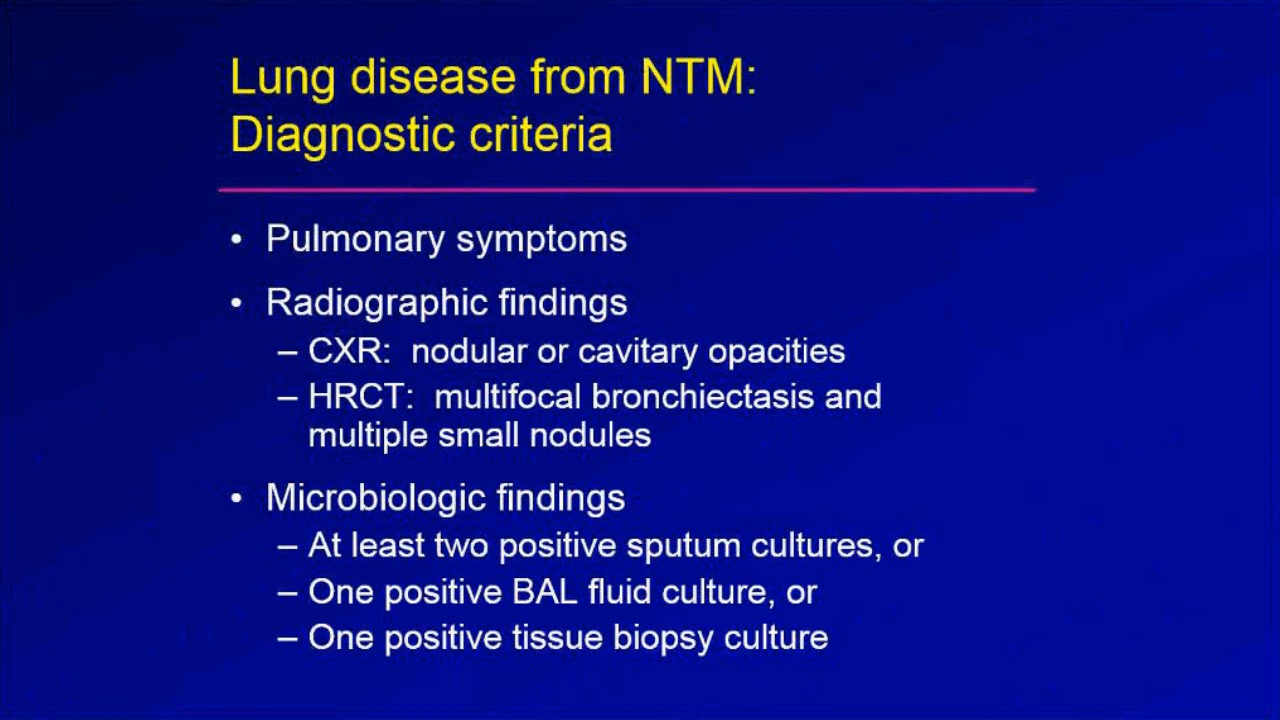 Lung disease from NTM:
Diagnostic criteria
• Pulmonary symptoms
• Radiographic findings
– CXR: nodular or cavitary opacities
– HRCT: multifocal bronchiectasis and
multiple small nodules
• Microbiologic findings
– At least two positive sputum cultures, or
– One positive BAL fluid culture, or
– One positive tissue biopsy culture